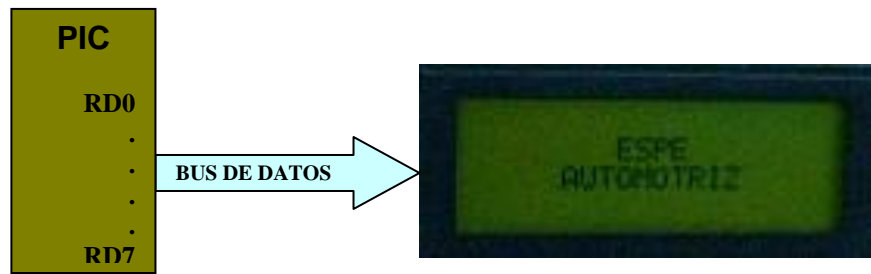 PIC
RD0
.
.
.
.
RD7
BUS DE DATOS
ESPE
AUTOMOTRIZ